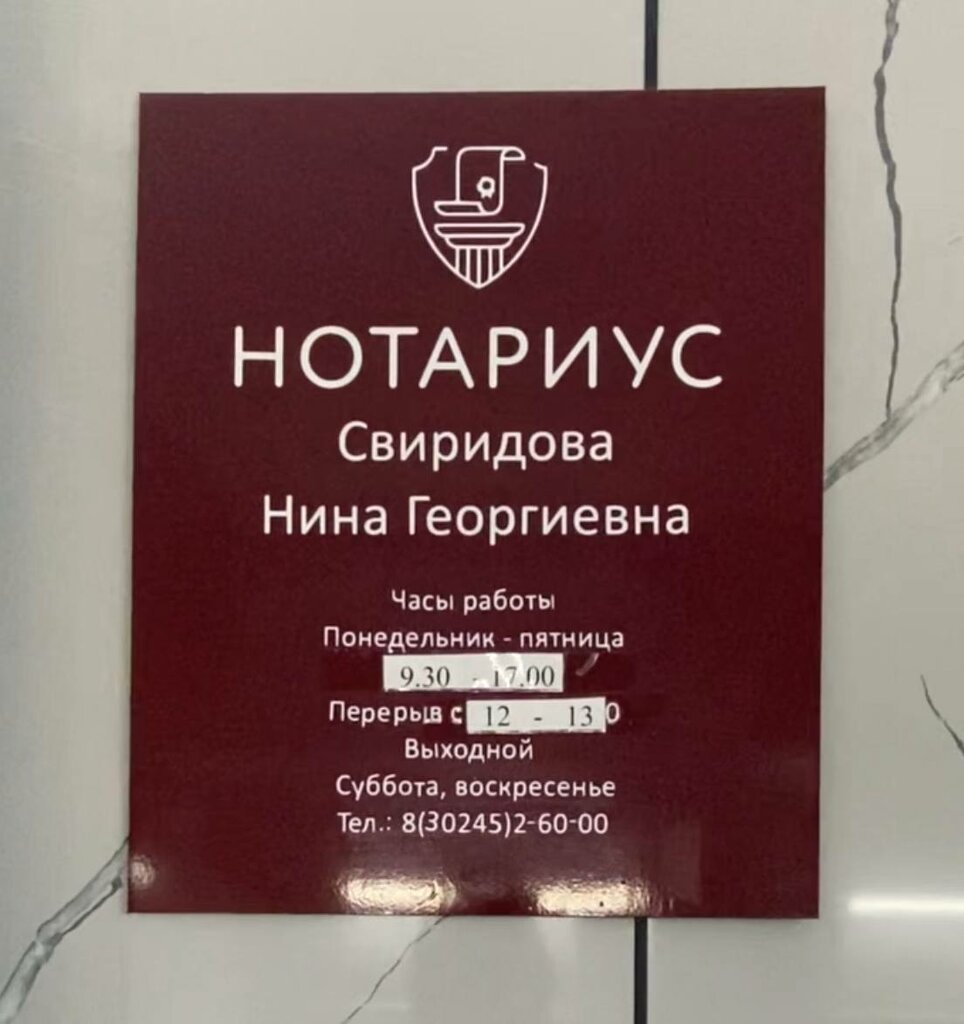 НОТАРИУС
Свиридова
Нина Георгиевна
Часы работы
Понедельник - пятница
9.30 - 17.00
Перерыв с 12 - 13 0
Выходной
Суббота, воскресенье
Тел.: 8(30245)2-60-00